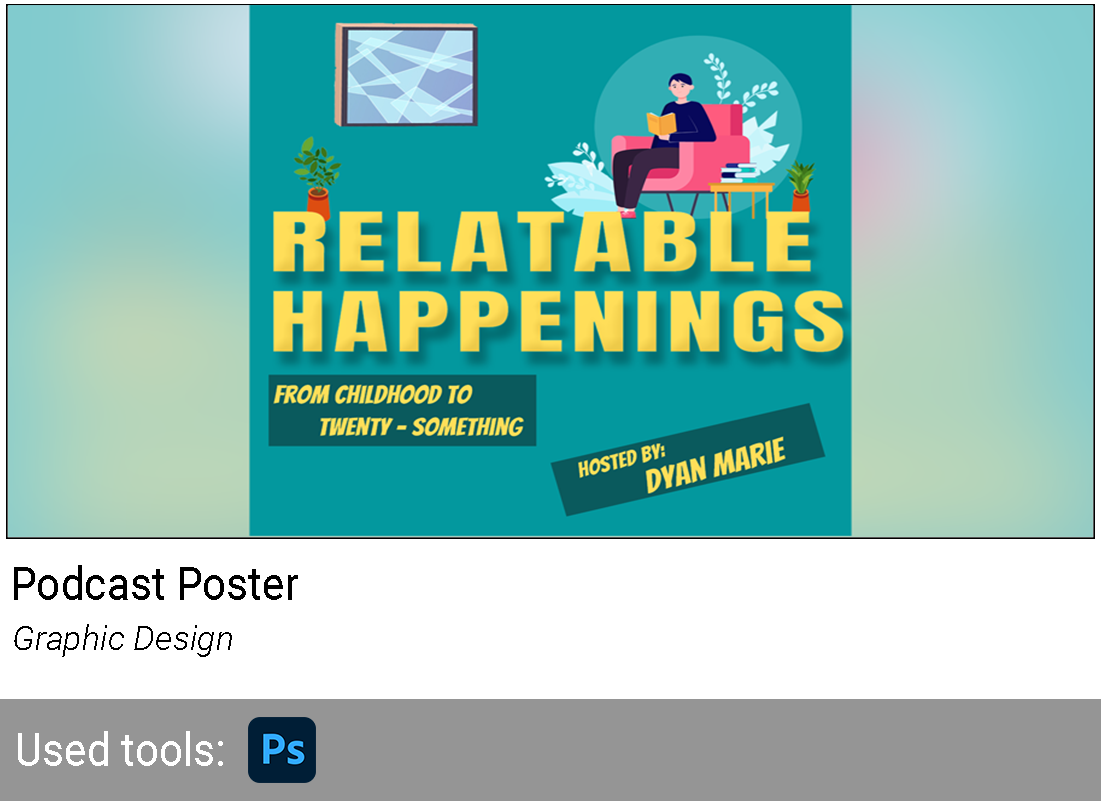 RELATABLE
HAPPENINGS
FROM CHILDHOOD TO
TWENTY - SOMETHING
HOSTED BY:
DYAN MARIE
Podcast Poster
Graphic Design
Used tools: Ps